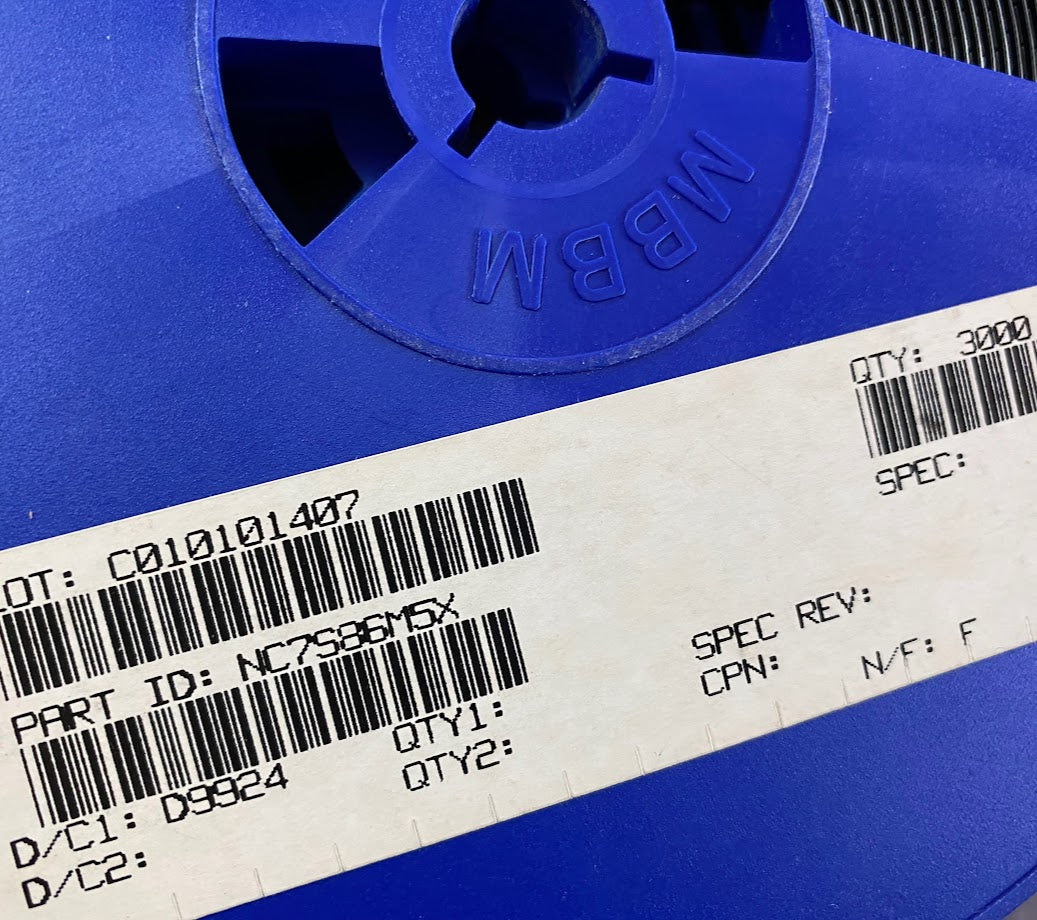 MBBM
QTY: 3000
SPEC:
LOT: C010101407
PART ID: NC7S86M5X
SPEC REV:
CPN:
N/F: F
QTY1:
QTY2:
D/C1: D9924
D/C2: